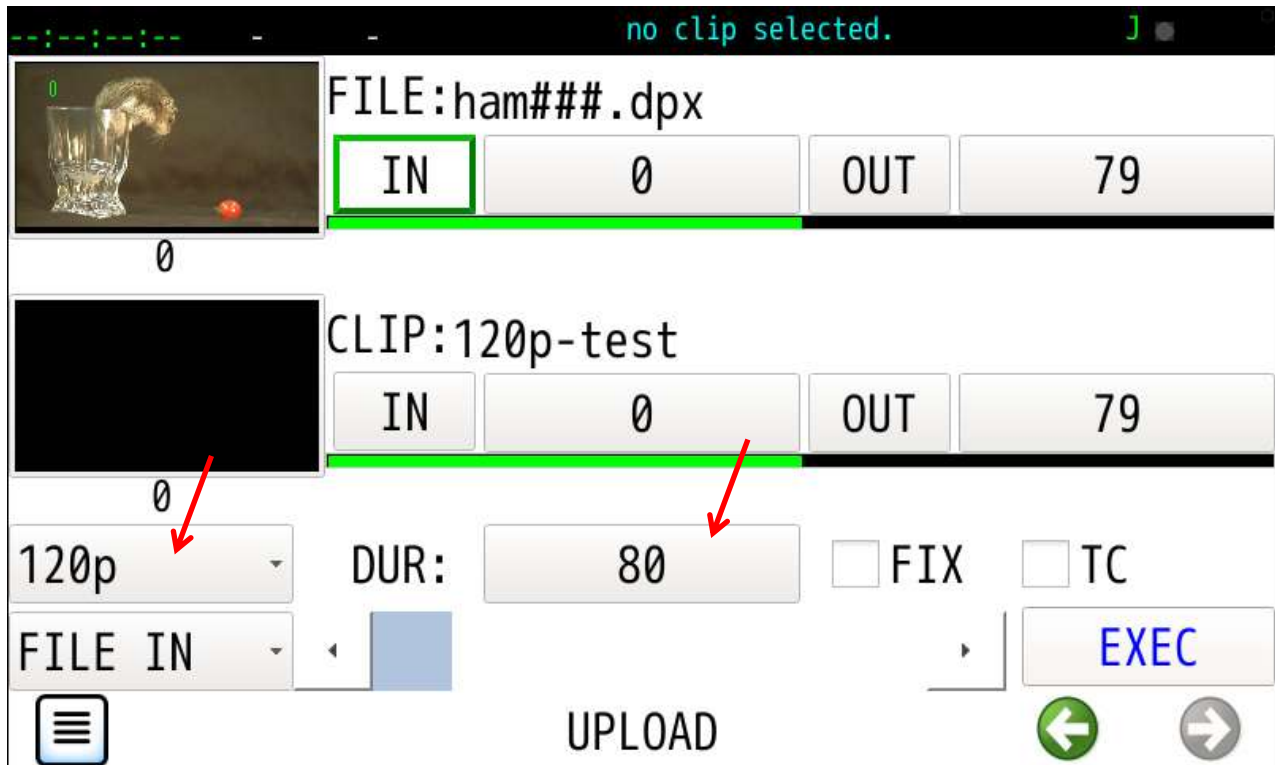 --:--:--:-- - - no clip selected. J
0
FILE:ham###.dpx
IN 0 OUT 79
0
CLIP:120p-test
IN 0 OUT 79
0
120p DUR: 80 FIX TC
FILE IN EXEC
UPLOAD